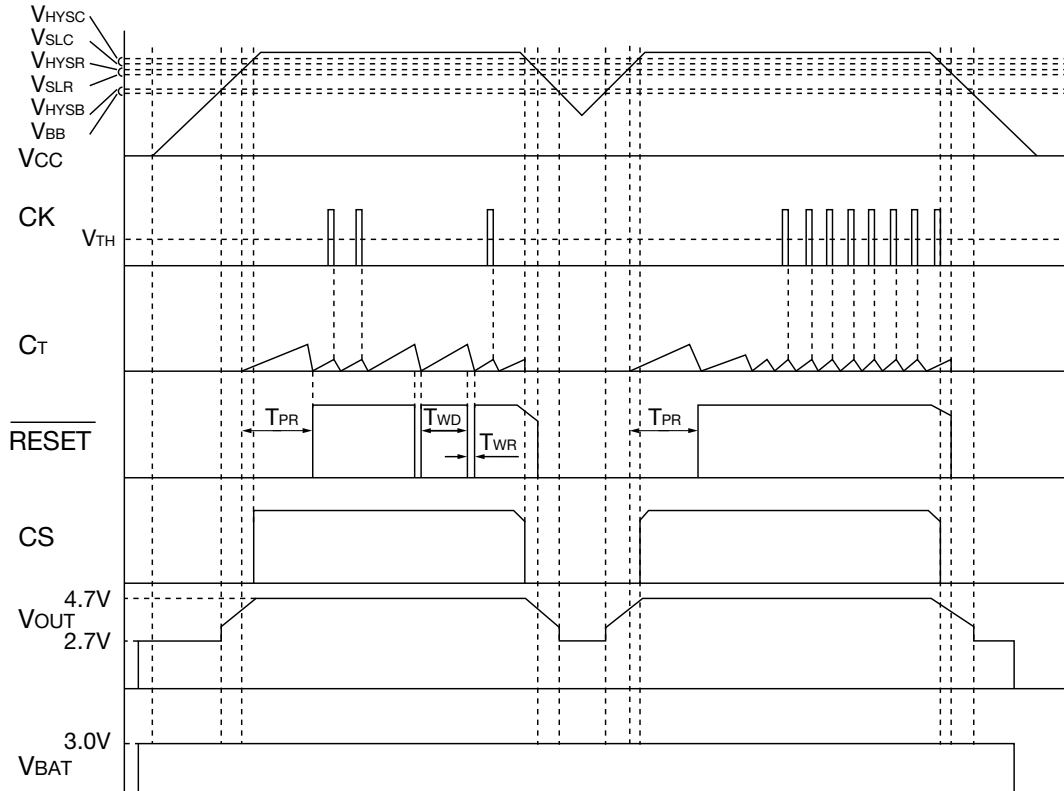 VHYSC
VSLC
VHYSR
VSLR
VHYSB
VBB
VCC
CK
VTH
CT
RESET
TPR
TWD
TWR
TPR
CS
4.7V
VOUT
2.7V
3.0V
VBAT